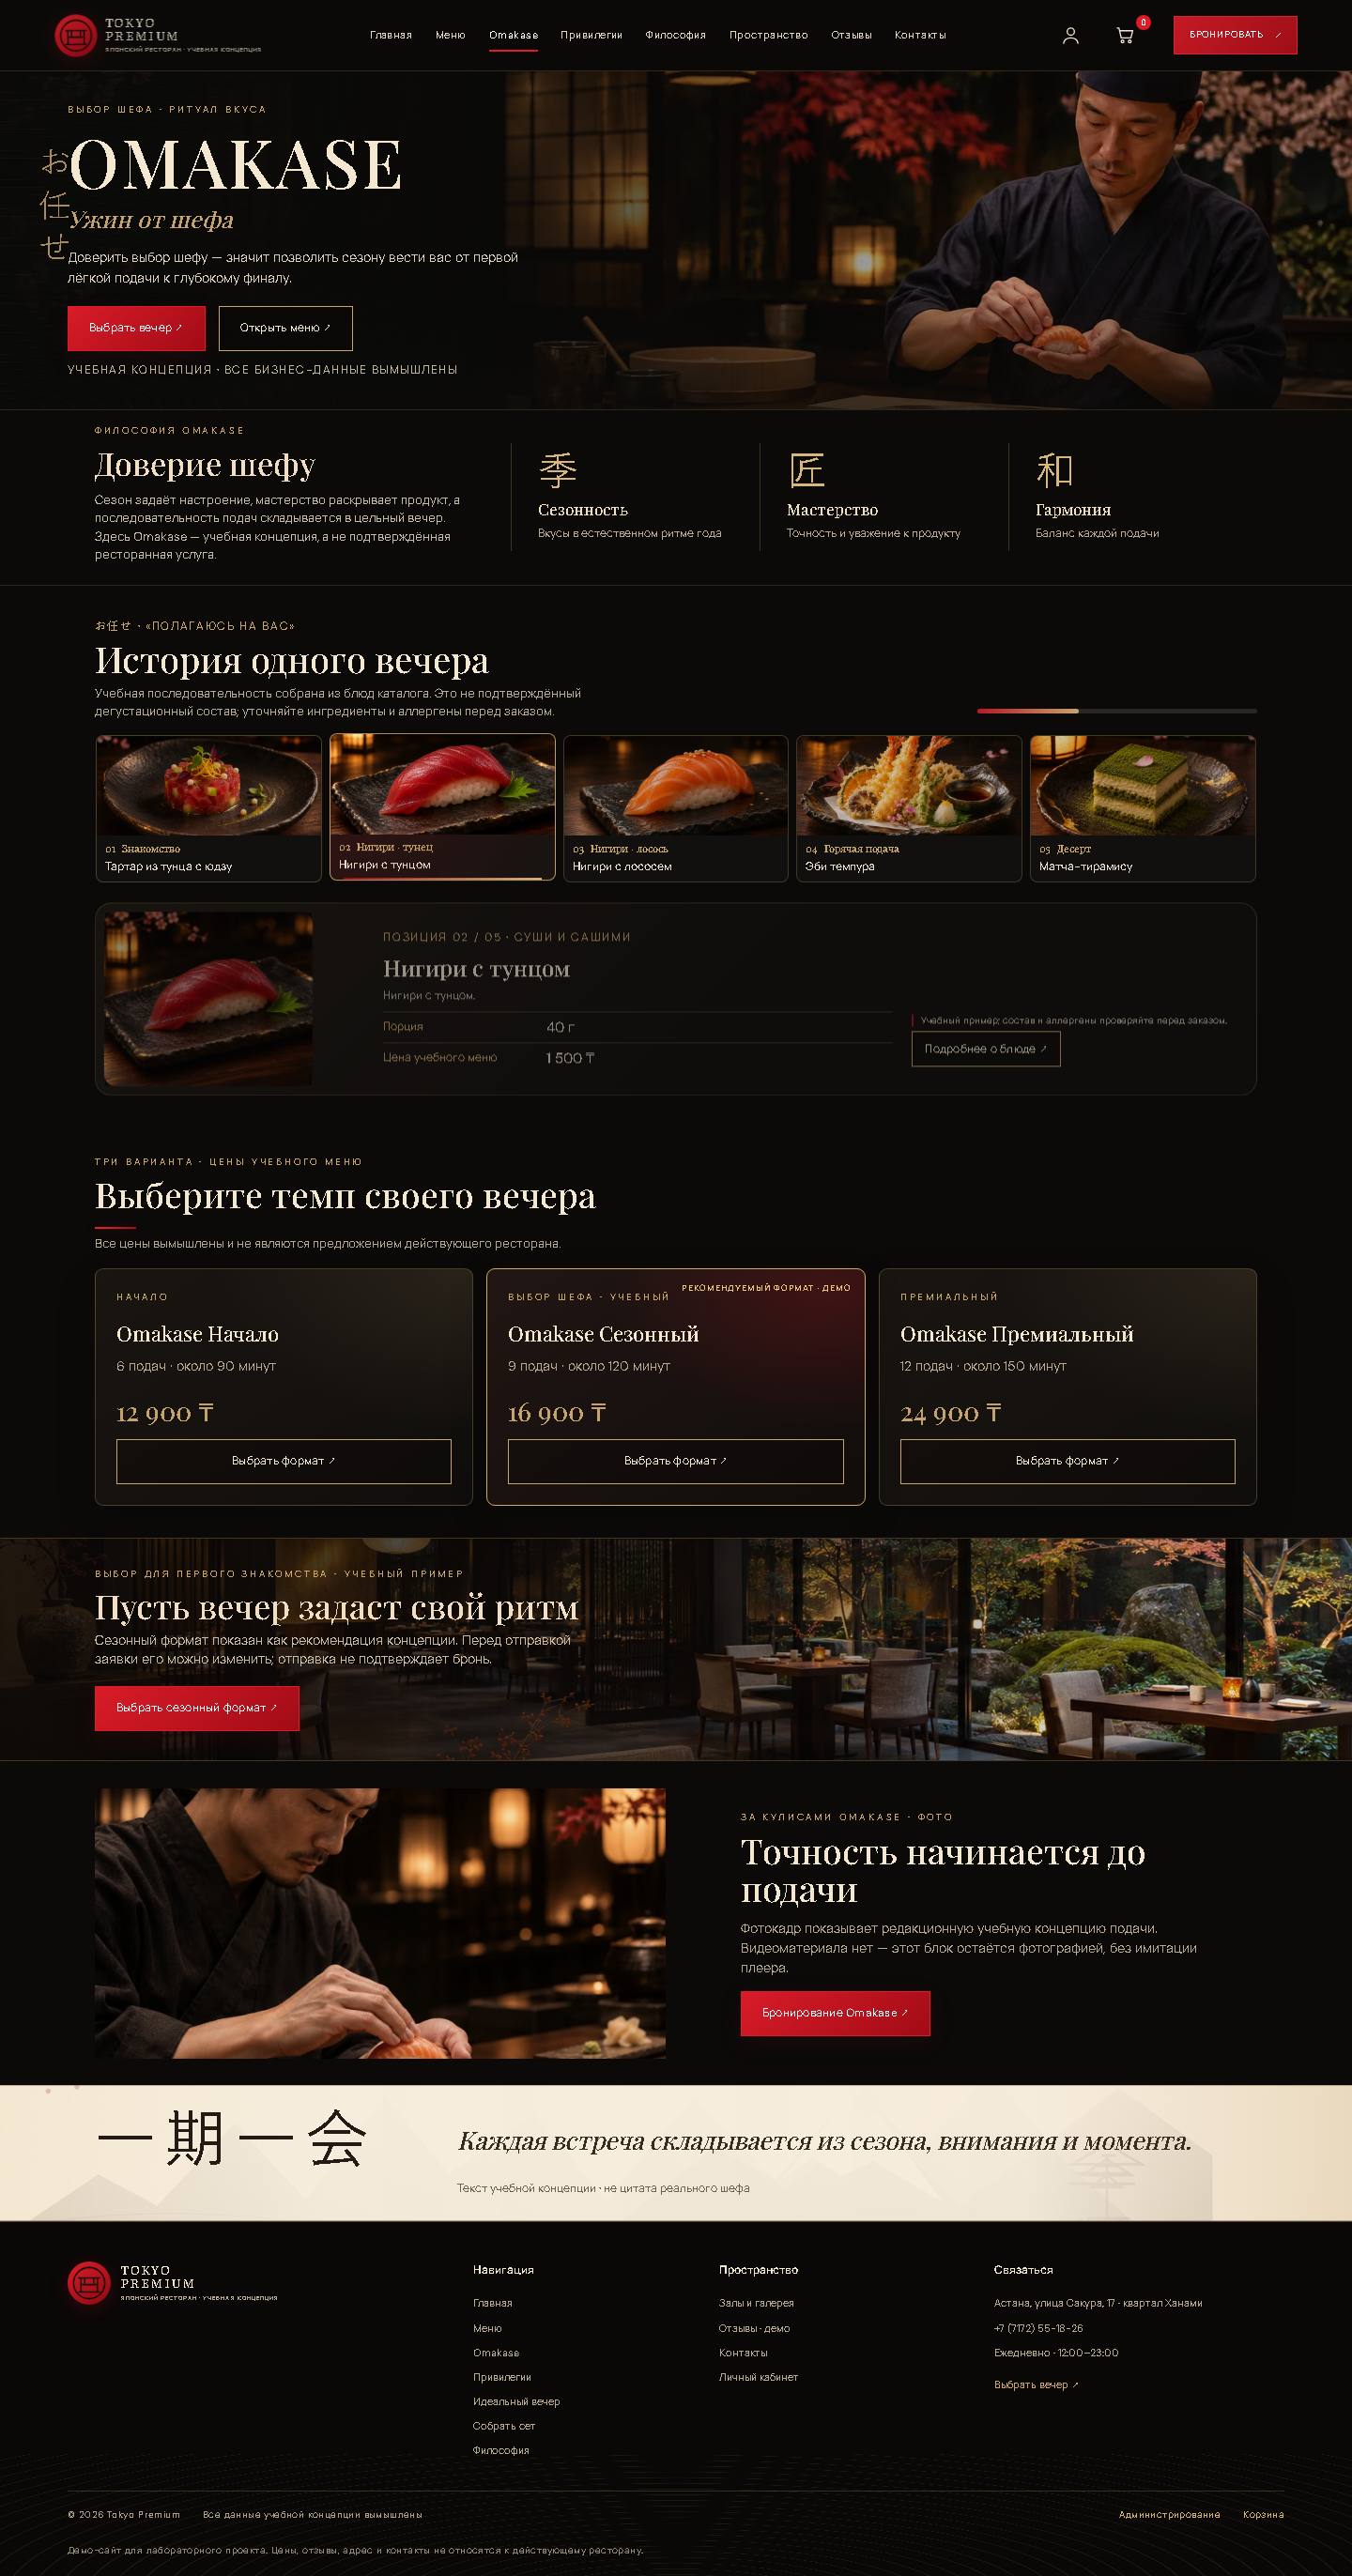 TOKYO
PREMIUM
ЯПОНСКИЙ РЕСТОРАН · УЧЕБНАЯ КОНЦЕПЦИЯ
Главная Меню Omakase Привилегии Философия Пространство Отзывы Контакты
0
БРОНИРОВАТЬ ↗
ВЫБОР ШЕФА · РИТУАЛ ВКУСА
お任せ
OMAKASE
Ужин от шефа
Доверить выбор шефу — значит позволить сезону вести вас от первой
лёгкой подачи к глубокому финалу.
Выбрать вечер ↗ Открыть меню ↗
УЧЕБНАЯ КОНЦЕПЦИЯ · ВСЕ БИЗНЕС-ДАННЫЕ ВЫМЫШЛЕНЫ
ФИЛОСОФИЯ OMAKASE
Доверие шефу
Сезон задаёт настроение, мастерство раскрывает продукт, а
последовательность подач складывается в цельный вечер.
Здесь Omakase — учебная концепция, а не подтверждённая
ресторанная услуга.
季
Сезонность
Вкусы в естественном ритме года
匠
Мастерство
Точность и уважение к продукту
和
Гармония
Баланс каждой подачи
お任せ · «ПОЛАГАЮСЬ НА ВАС»
История одного вечера
Учебная последовательность собрана из блюд каталога. Это не подтверждённый
дегустационный состав; уточняйте ингредиенты и аллергены перед заказом.
01 Знакомство
Тартар из тунца с юдзу
02 Нигири · тунец
Нигири с тунцом
03 Нигири · лосось
Нигири с лососем
04 Горячая подача
Эби темпура
05 Десерт
Матча-тирамису
ПОЗИЦИЯ 02 / 05 · СУШИ И САШИМИ
Нигири с тунцом
Нигири с тунцом.
Порция 40 г
Цена учебного меню 1 500 ₸
Учебный пример; состав и аллергены проверяйте перед заказом.
Подробнее о блюде ↗
ТРИ ВАРИАНТА · ЦЕНЫ УЧЕБНОГО МЕНЮ
Выберите темп своего вечера
Все цены вымышлены и не являются предложением действующего ресторана.
НАЧАЛО
Omakase Начало
6 подач · около 90 минут
12 900 ₸
Выбрать формат ↗
РЕКОМЕНДУЕМЫЙ ФОРМАТ · ДЕМО
ВЫБОР ШЕФА · УЧЕБНЫЙ
Omakase Сезонный
9 подач · около 120 минут
16 900 ₸
Выбрать формат ↗
ПРЕМИАЛЬНЫЙ
Omakase Премиальный
12 подач · около 150 минут
24 900 ₸
Выбрать формат ↗
ВЫБОР ДЛЯ ПЕРВОГО ЗНАКОМСТВА · УЧЕБНЫЙ ПРИМЕР
Пусть вечер задаст свой ритм
Сезонный формат показан как рекомендация концепции. Перед отправкой
заявки его можно изменить; отправка не подтверждает бронь.
Выбрать сезонный формат ↗
ЗА КУЛИСАМИ OMAKASE · ФОТО
Точность начинается до
подачи
Фотокадр показывает редакционную учебную концепцию подачи.
Видеоматериала нет — этот блок остаётся фотографией, без имитации
плеера.
Бронирование Omakase ↗
一期一会
Каждая встреча складывается из сезона, внимания и момента.
Текст учебной концепции · не цитата реального шефа
TOKYO
PREMIUM
ЯПОНСКИЙ РЕСТОРАН · УЧЕБНАЯ КОНЦЕПЦИЯ
Навигация
Главная
Меню
Omakase
Привилегии
Идеальный вечер
Собрать сет
Философия
Пространство
Залы и галерея
Отзывы · демо
Контакты
Личный кабинет
Связаться
Астана, улица Сакура, 17 · квартал Ханами
+7 (7172) 55-18-26
Ежедневно · 12:00–23:00
Выбрать вечер ↗
© 2026 Tokyo Premium Все данные учебной концепции вымышлены
Администрирование Корзина
Демо-сайт для лабораторного проекта. Цены, отзывы, адрес и контакты не относятся к действующему ресторану.